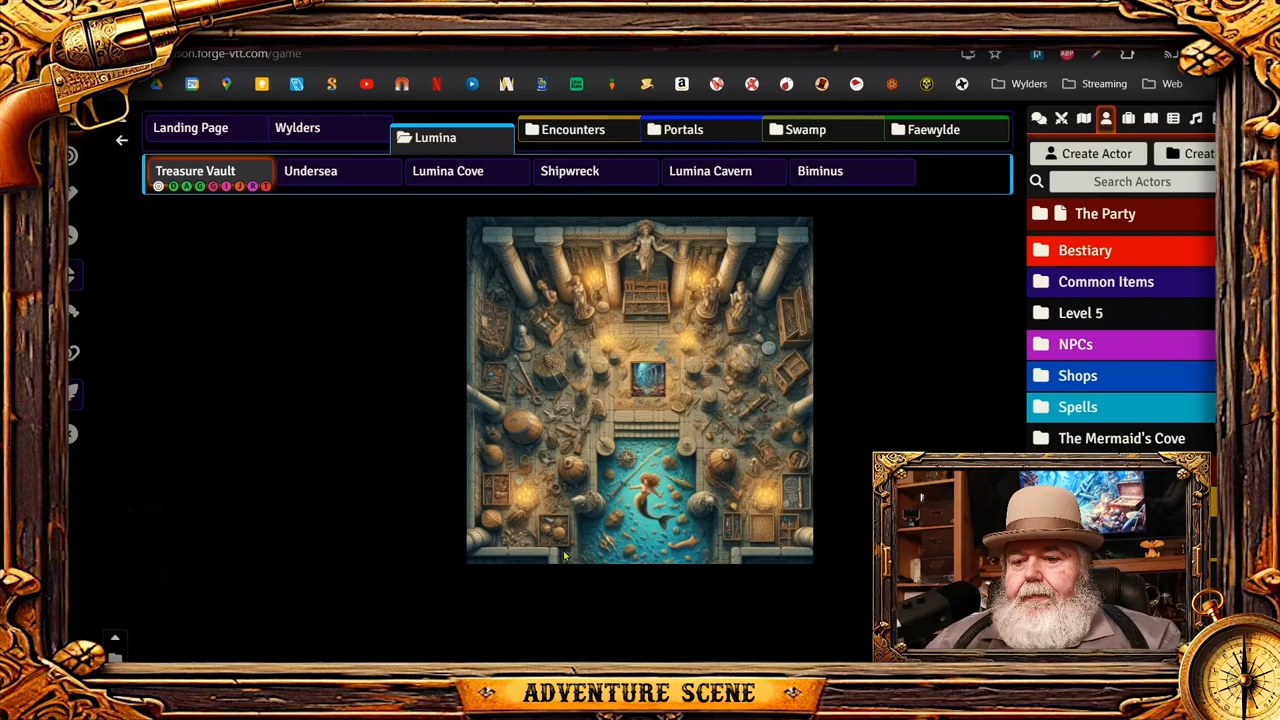 son.forge-vtt.com/game
Wylders Streaming Web
Landing Page Wylders Lumina Encounters Portals Swamp Faewylde
Treasure Vault Undersea Lumina Cove Shipwreck Lumina Cavern Biminus
D A G G I J R T
Create Actor
Search Actors
The Party
Bestiary
Common Items
Level 5
NPCs
Shops
Spells
The Mermaid's Cove
ADVENTURE SCENE